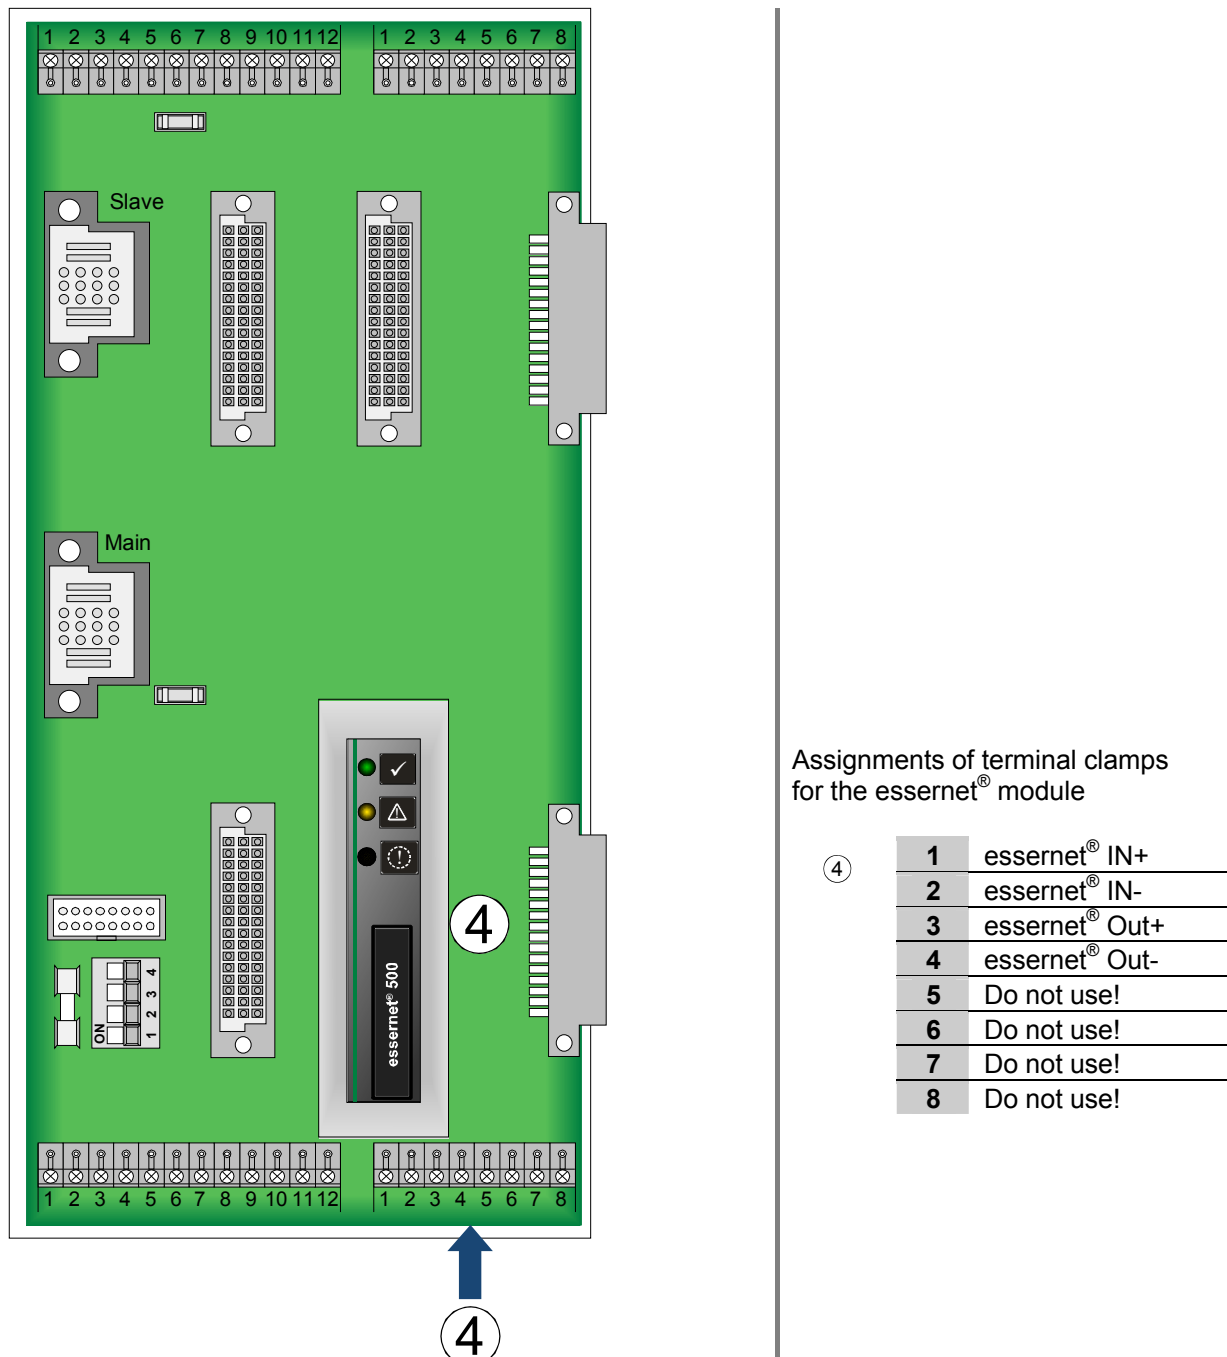 1 2 3 4 5 6 7 8 9 10 11 12 1 2 3 4 5 6 7 8
Slave
Main
Assignments of terminal clamps
for the essernet® module
④ 1 essernet® IN+
2 essernet® IN-
3 essernet® Out+
4 essernet® Out-
5 Do not use!
6 Do not use!
7 Do not use!
8 Do not use!
4
essernet® 500
ON
1 2 3 4
1 2 3 4 5 6 7 8 9 10 11 12 1 2 3 4 5 6 7 8
4